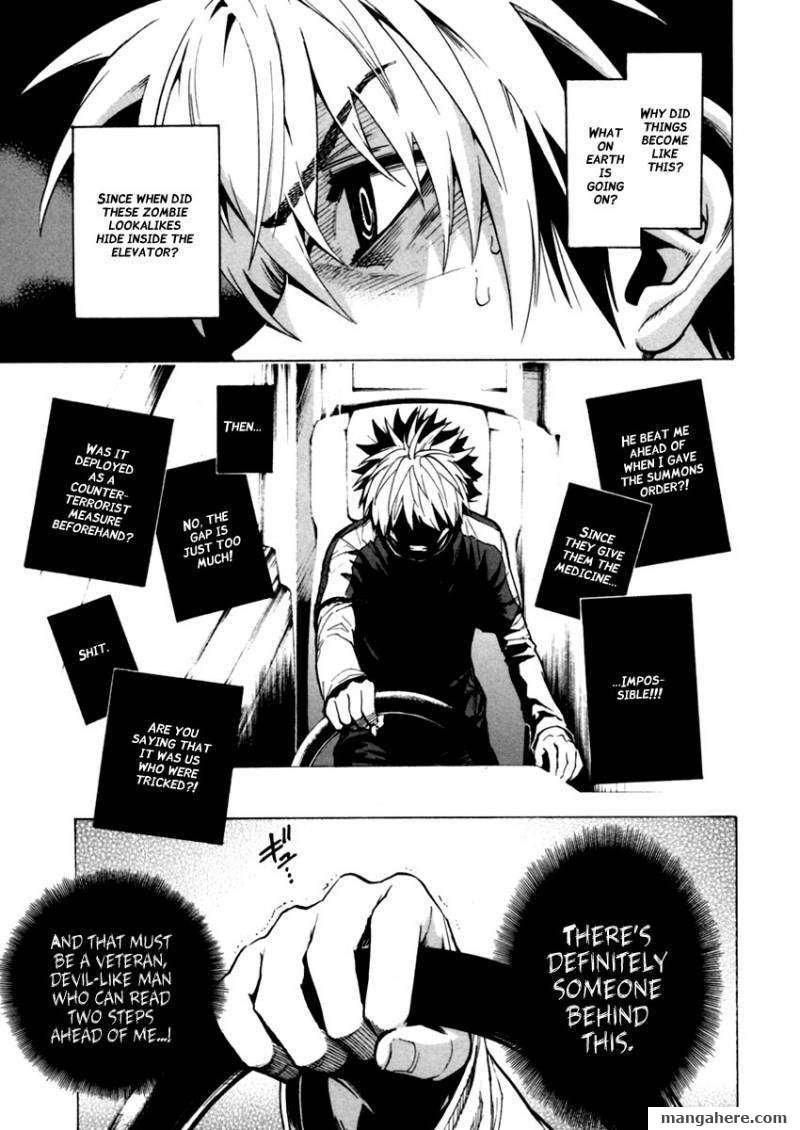 WHY DID
THINGS
BECOME
LIKE
THIS?
WHAT
ON
EARTH
IS
GOING
ON?
SINCE WHEN DID
THESE ZOMBIE
LOOKALIKES
HIDE INSIDE THE
ELEVATOR?
HE BEAT ME
AHEAD OF
WHEN I GAVE
THE SUMMONS
ORDER?!
SINCE
THEY GIVE
THEM THE
MEDICINE...
...IMPOS-
SIBLE!!!
THEN...
NO, THE
GAP IS
JUST TOO
MUCH!
WAS IT
DEPLOYED
AS A
COUNTER-
TERRORIST
MEASURE
BEFOREHAND?
SHIT.
ARE YOU
SAYING THAT
IT WAS US
WHO WERE
TRICKED?!
ギュ…
THERE'S
DEFINITELY
SOMEONE
BEHIND
THIS.
AND THAT MUST
BE A VETERAN,
DEVIL-LIKE MAN
WHO CAN READ
TWO STEPS
AHEAD OF ME...!
mangahere.com